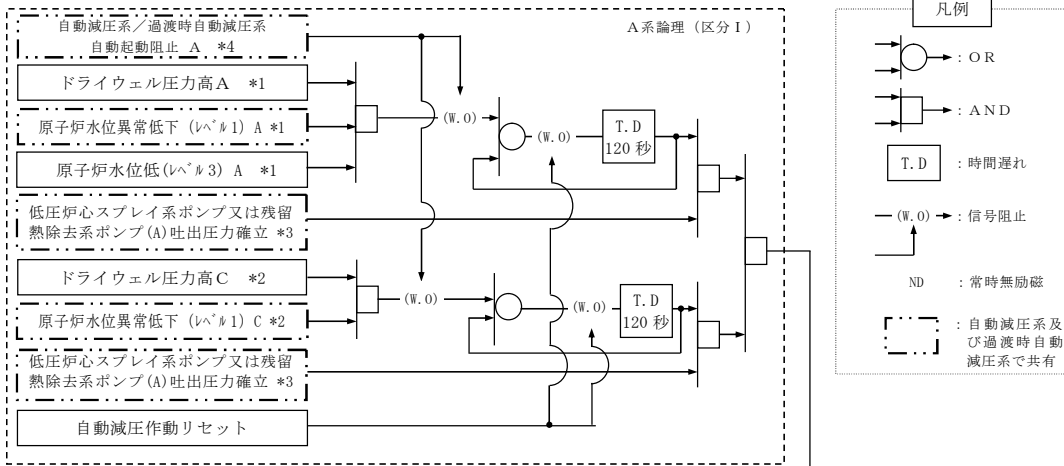 自動減圧系／過渡時自動減圧系
自動起動阻止 A *4
A系論理（区分Ⅰ）
ドライウェル圧力高A *1
原子炉水位異常低下（ﾚﾍﾞﾙ1）A *1
原子炉水位低(ﾚﾍﾞﾙ3) A *1
(W.O)
(W.O)
T.D
120 秒
低圧炉心スプレイ系ポンプ又は残留
熱除去系ポンプ(A)吐出圧力確立 *3
ドライウェル圧力高C *2
原子炉水位異常低下（ﾚﾍﾞﾙ1）C *2
(W.O)
(W.O)
T.D
120 秒
低圧炉心スプレイ系ポンプ又は残留
熱除去系ポンプ(A)吐出圧力確立 *3
自動減圧作動リセット
凡例
：OR
：AND
T.D
：時間遅れ
(W.O)
：信号阻止
ND ：常時無励磁
：自動減圧系及
び過渡時自動
減圧系で共有